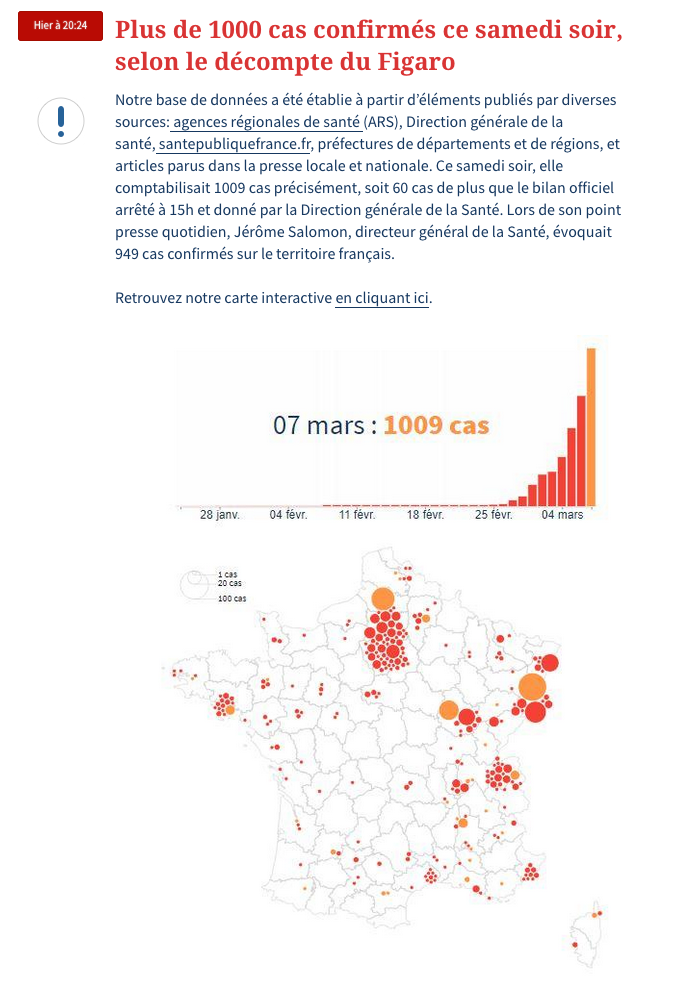 Hier à 20:24
Plus de 1000 cas confirmés ce samedi soir,
selon le décompte du Figaro
Notre base de données a été établie à partir d'éléments publiés par diverses
sources: agences régionales de santé (ARS), Direction générale de la
santé, santepubliquefrance.fr, préfectures de départements et de régions, et
articles parus dans la presse locale et nationale. Ce samedi soir, elle
comptabilisait 1009 cas précisément, soit 60 cas de plus que le bilan officiel
arrêté à 15h et donné par la Direction générale de la Santé. Lors de son point
presse quotidien, Jérôme Salomon, directeur général de la Santé, évoquait
949 cas confirmés sur le territoire français.
Retrouvez notre carte interactive en cliquant ici.
07 mars : 1009 cas
28 janv. 04 févr. 11 févr. 18 févr. 25 févr. 04 mars
1 cas
20 cas
100 cas